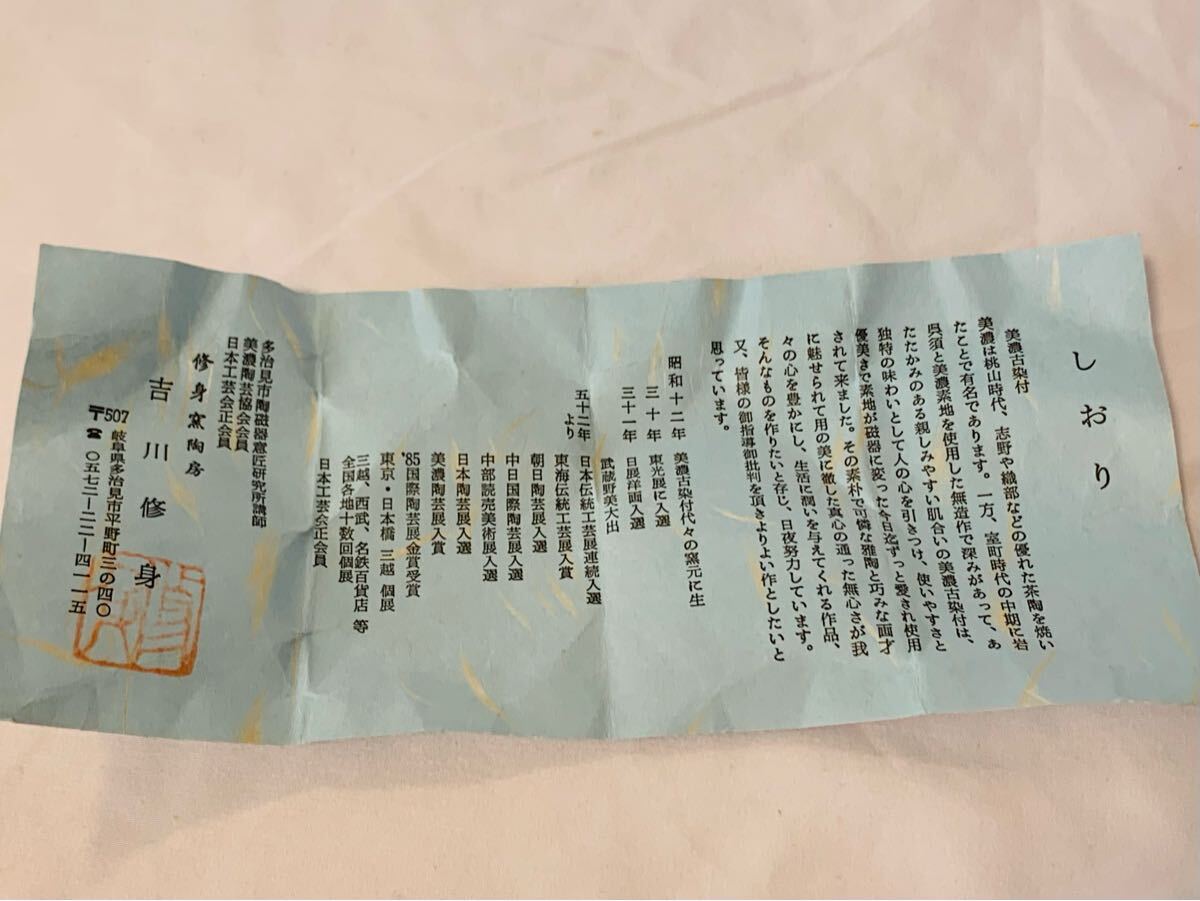 しおり
美濃古染付
美濃は桃山時代、志野や織部などの優れた茶陶を焼い
たことで有名であります。一方、室町時代の中期に岩
呉須と美濃素地を使用した無造作で深みがあって、あ
たたかみのある親しみやすい肌合いの美濃古染付は、
独特の味わいとして人の心を引きつけ、使いやすさと
優美さで素地が磁器に変った今日迄ずっと愛され使用
されて来ました。その素朴で可憐な雅陶と巧みな面才
に魅せられて用の美に徹した真心の通った無心さが我
々の心を豊かにし、生活に潤いを与えてくれる作品、
そんなものを作りたいと存じ、日夜努力しています。
又、皆様の御指導御批判を頂きよりよい作としたいと
思っています。
昭和十二年 美濃古染付代々の窯元に生
三十年 東光展に入選
三十一年 日展洋画入選
武蔵野美大出
五十二年より 日本伝統工芸展連続入選
東海伝統工芸展入賞
朝日陶芸展入選
中日国際陶芸展入選
中部読売美術展入選
日本陶芸展入選
美濃陶芸展入賞
'85国際陶芸展金賞受賞
東京・日本橋 三越 個展
三越、西武、名鉄百貨店 等
全国各地十数回個展
日本工芸会正会員
多治見市陶磁器意匠研究所講師
美濃陶芸協会会員
日本工芸会正会員
修身窯陶房
吉川修身
〒507 岐阜県多治見市平野町三の四〇
☎ 〇五七二―二二―四一一五